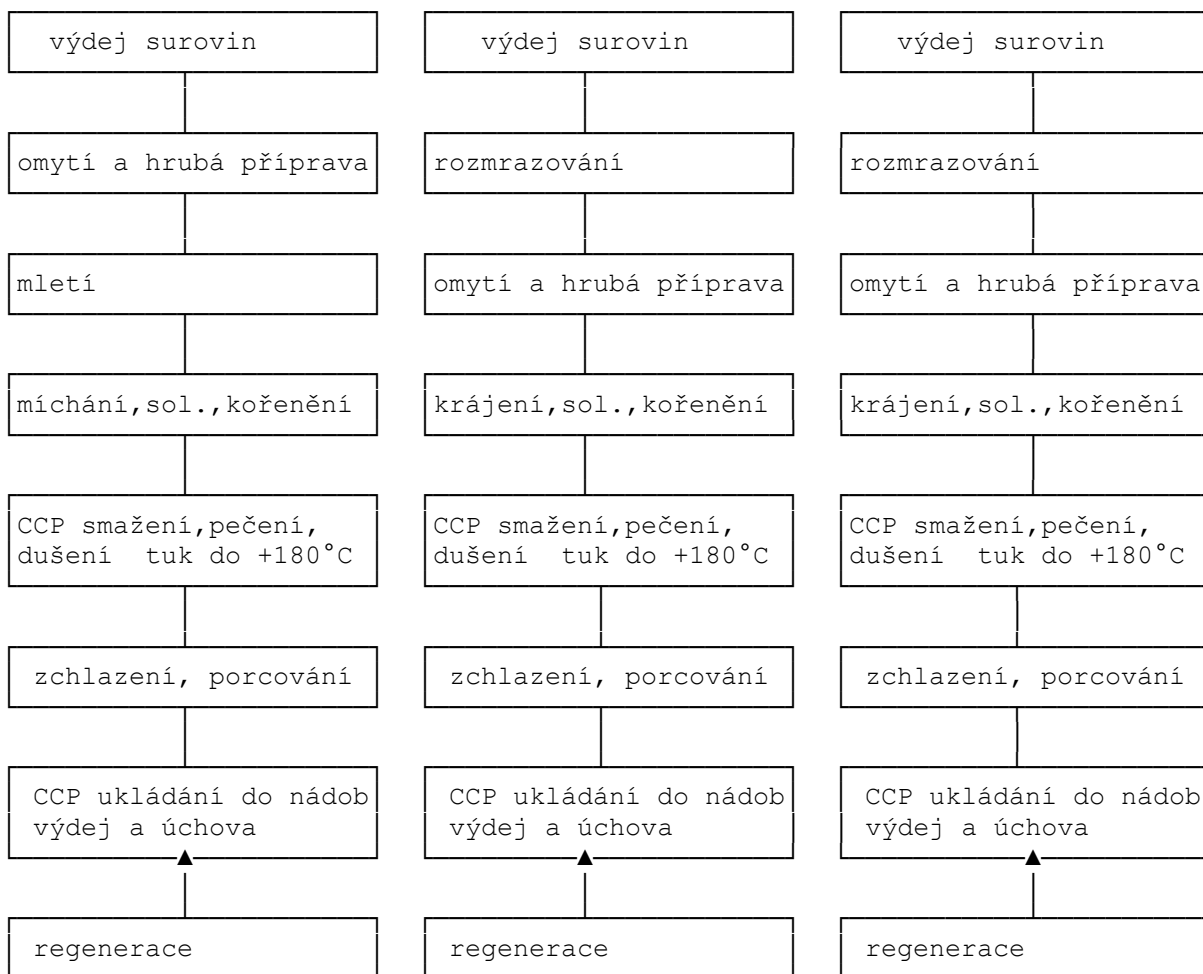 výdej surovin
omytí a hrubá příprava
mletí
míchání,sol.,kořenění
CCP smažení,pečení,
dušení  tuk do +180°C
zchlazení, porcování
CCP ukládání do nádob
výdej a úchova
regenerace
výdej surovin
rozmrazování
omytí a hrubá příprava
krájení,sol.,kořenění
CCP smažení,pečení,
dušení  tuk do +180°C
zchlazení, porcování
CCP ukládání do nádob
výdej a úchova
regenerace
výdej surovin
rozmrazování
omytí a hrubá příprava
krájení,sol.,kořenění
CCP smažení,pečení,
dušení  tuk do +180°C
zchlazení, porcování
CCP ukládání do nádob
výdej a úchova
regenerace